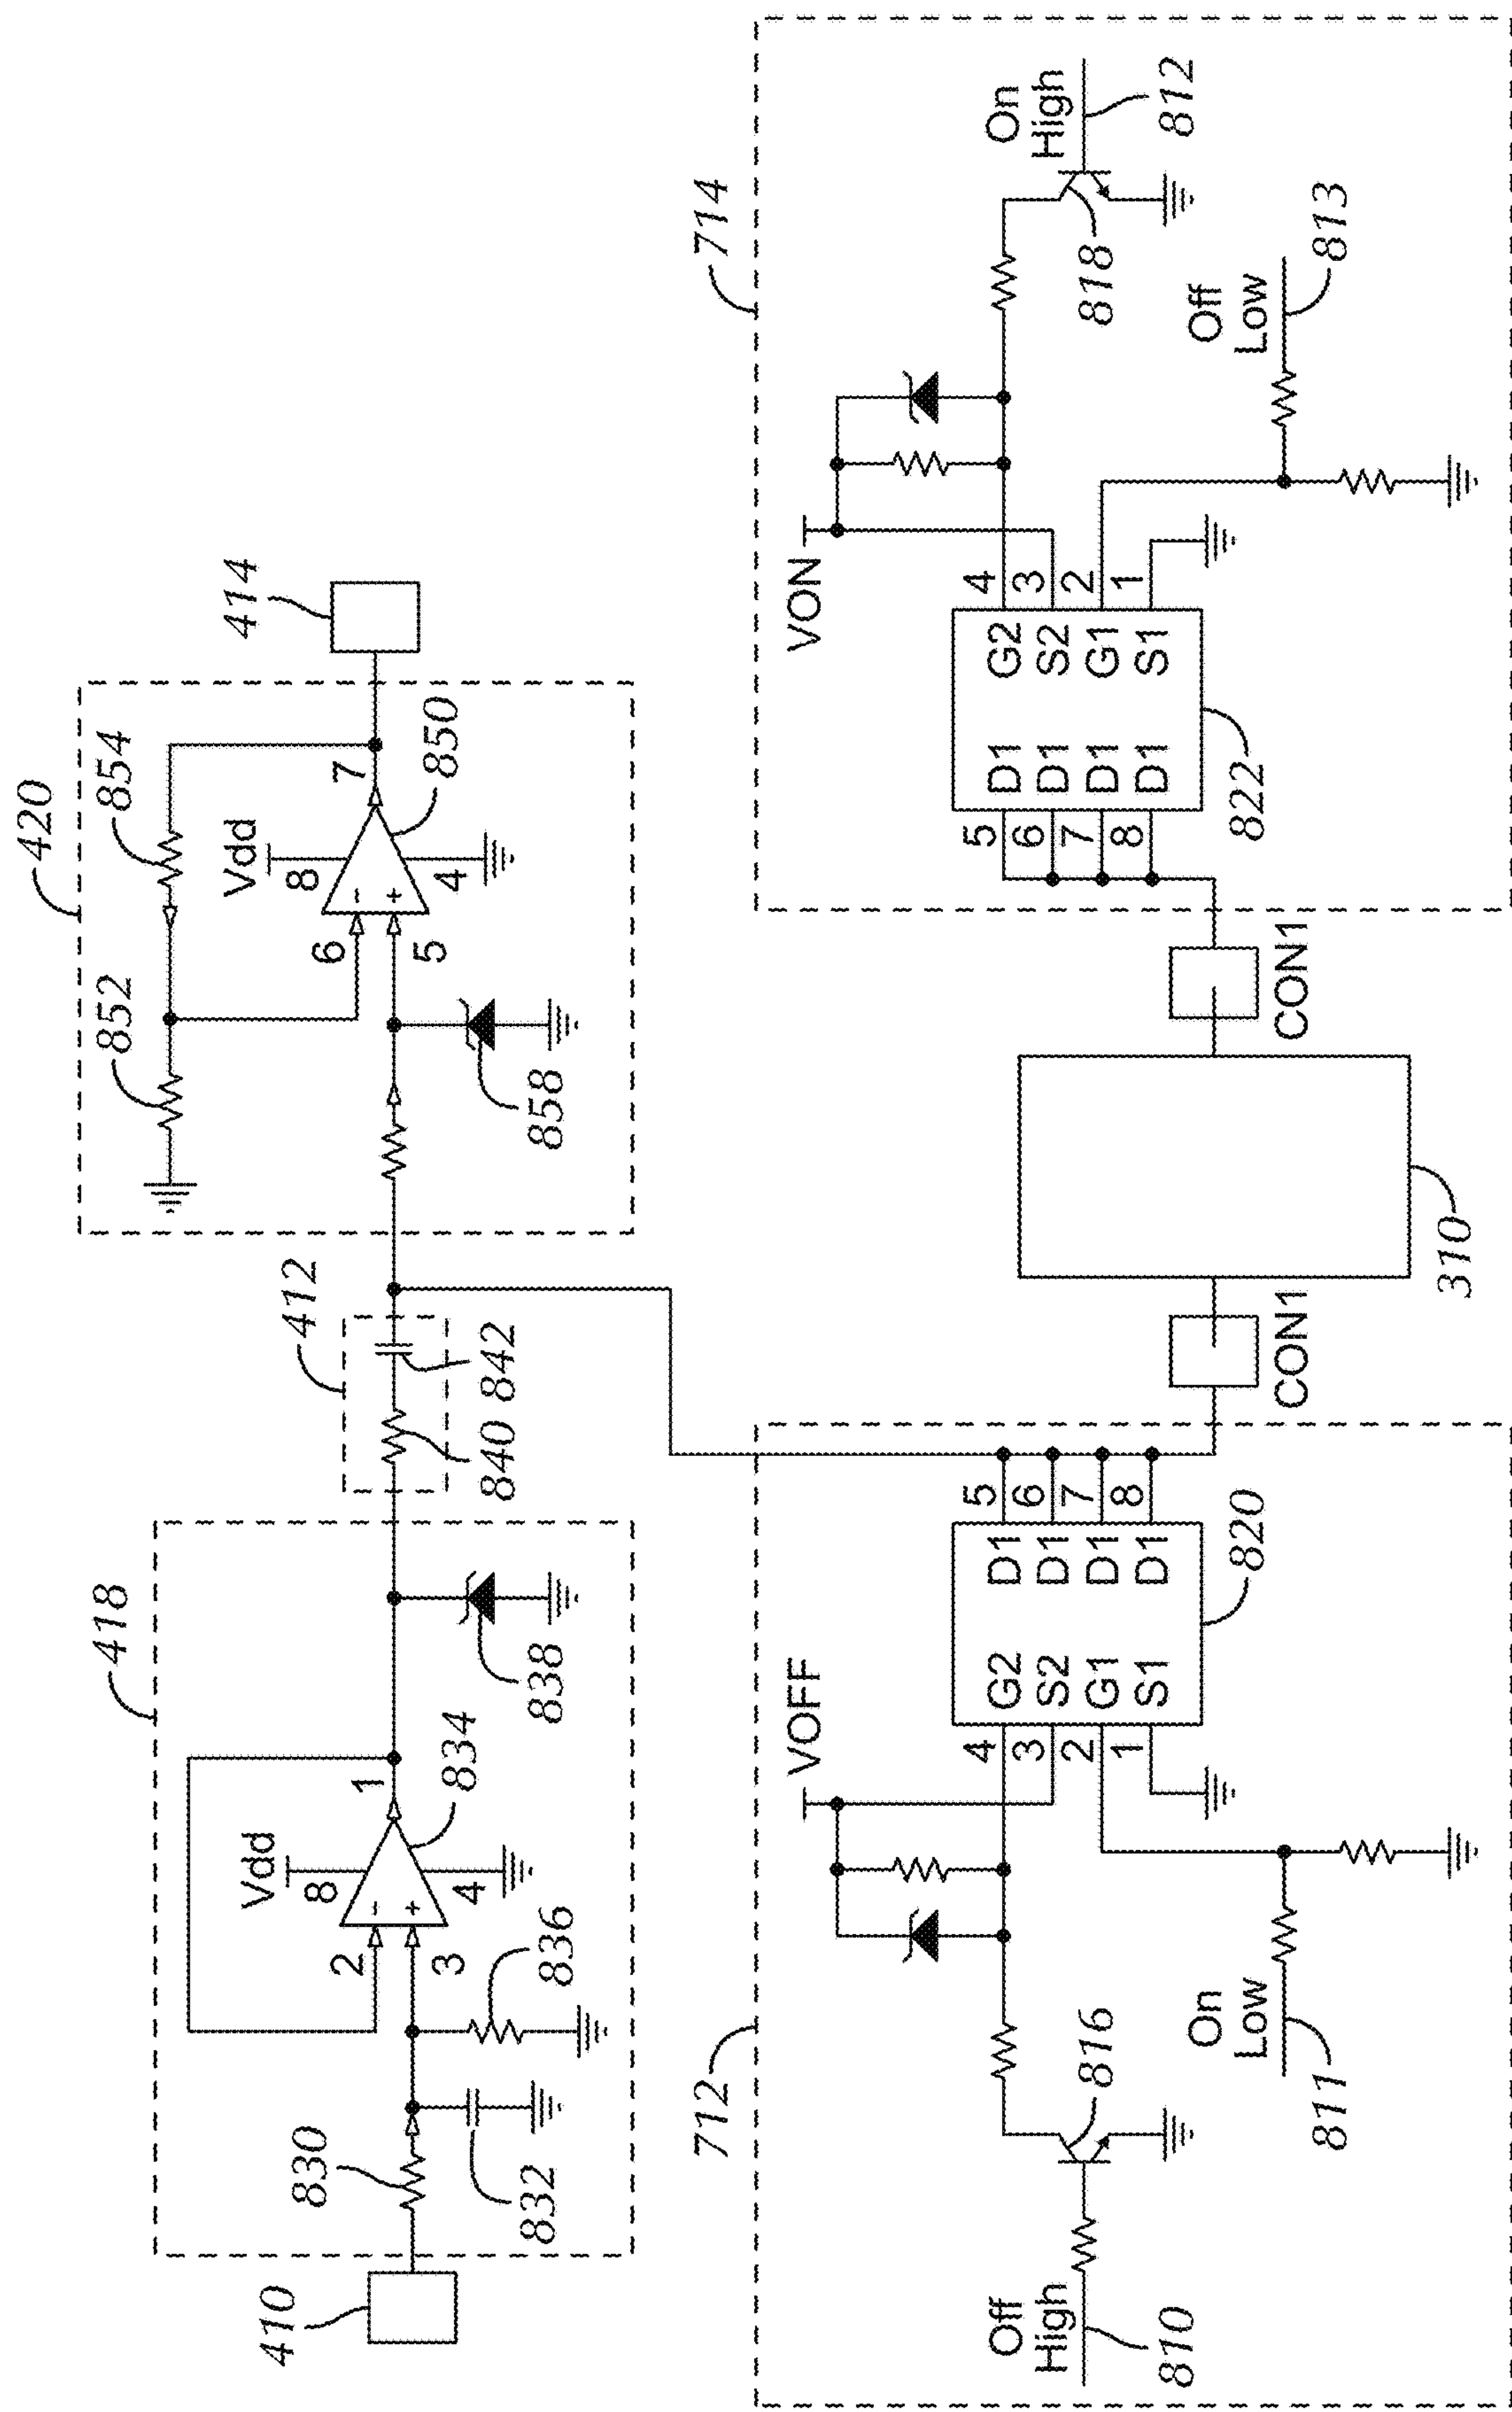 418
410
830
832
2
3
836
Vdd
8
4
1
834
838
412
840
842
420
852
854
858
6
5
Vdd
8
4
7
850
414
712
Off
High
810
816
On
Low
811
VOFF
4
3
2
1
G2
S2
G1
S1
D1
D1
D1
D1
5
6
7
8
820
CON1
310
CON1
714
5
6
7
8
D1
D1
D1
D1
G2
S2
G1
S1
4
3
2
1
822
VON
On
High
812
818
Off
Low
813